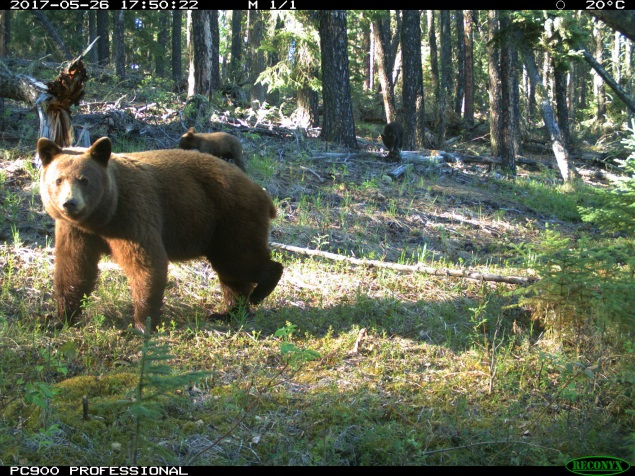 2017-05-26 17:50:22 M 1/1 ○ 20°C
PC900 PROFESSIONAL RECONYX